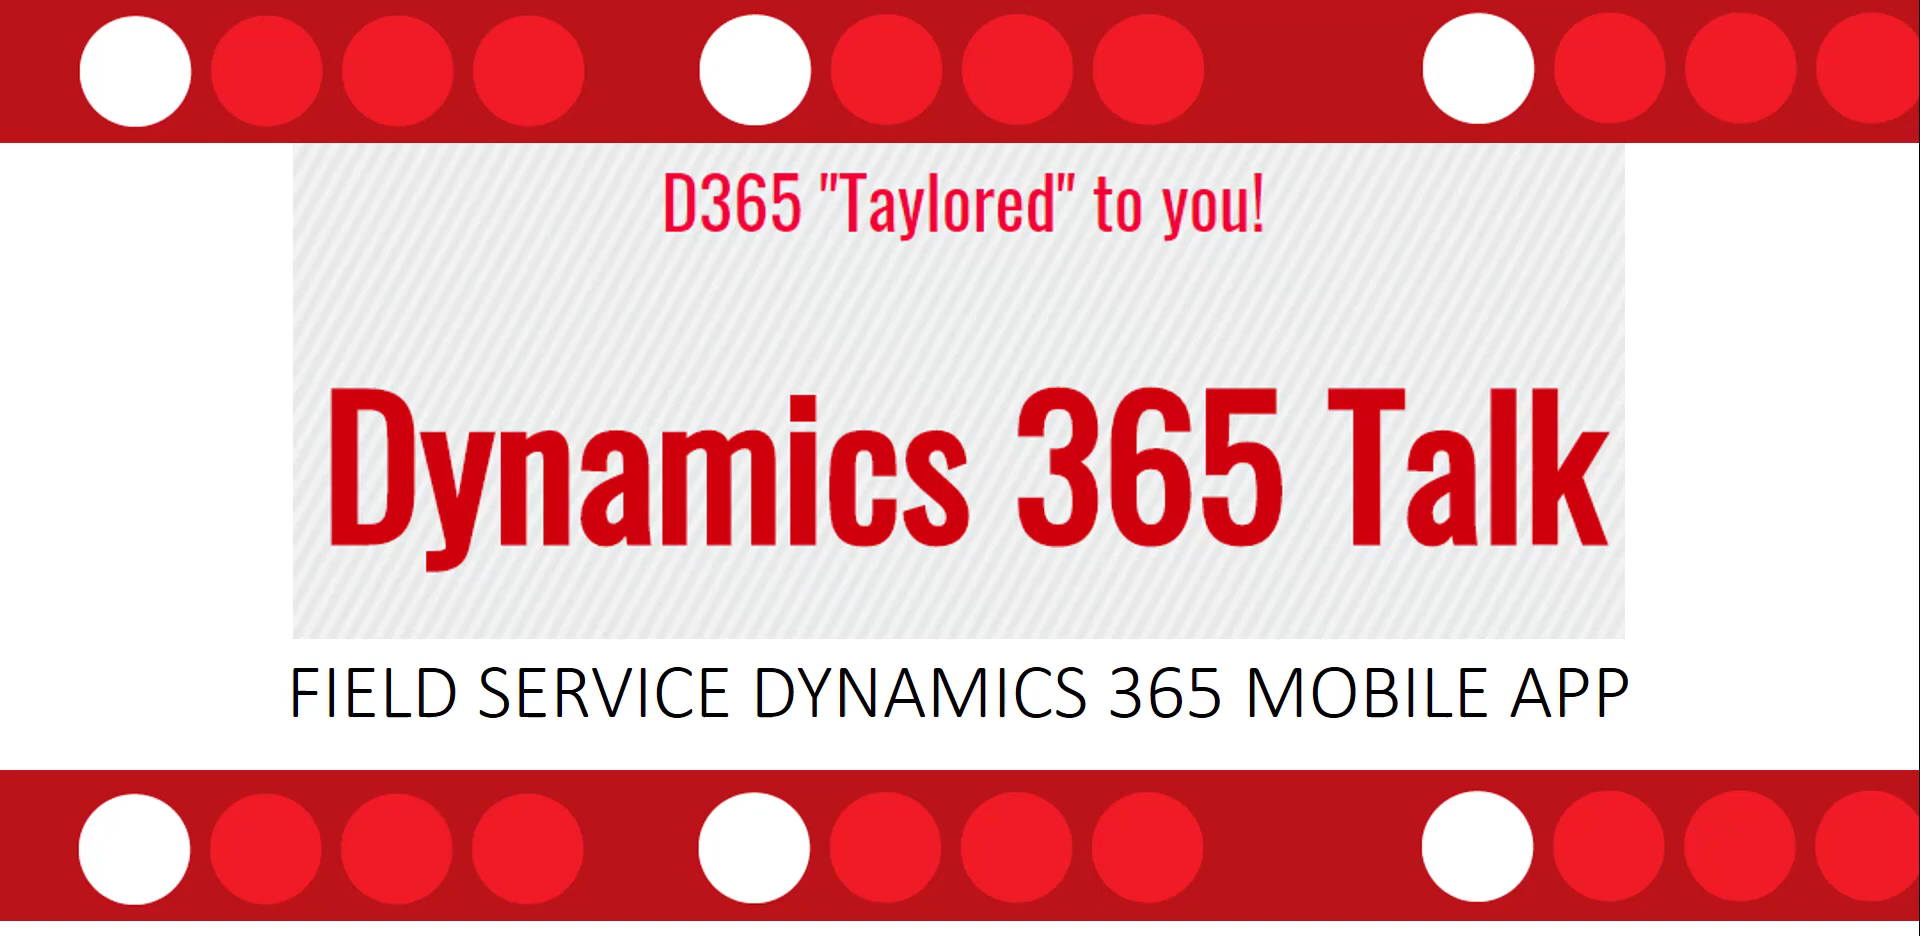 D365 "Taylored" to you!
Dynamics 365 Talk
FIELD SERVICE DYNAMICS 365 MOBILE APP